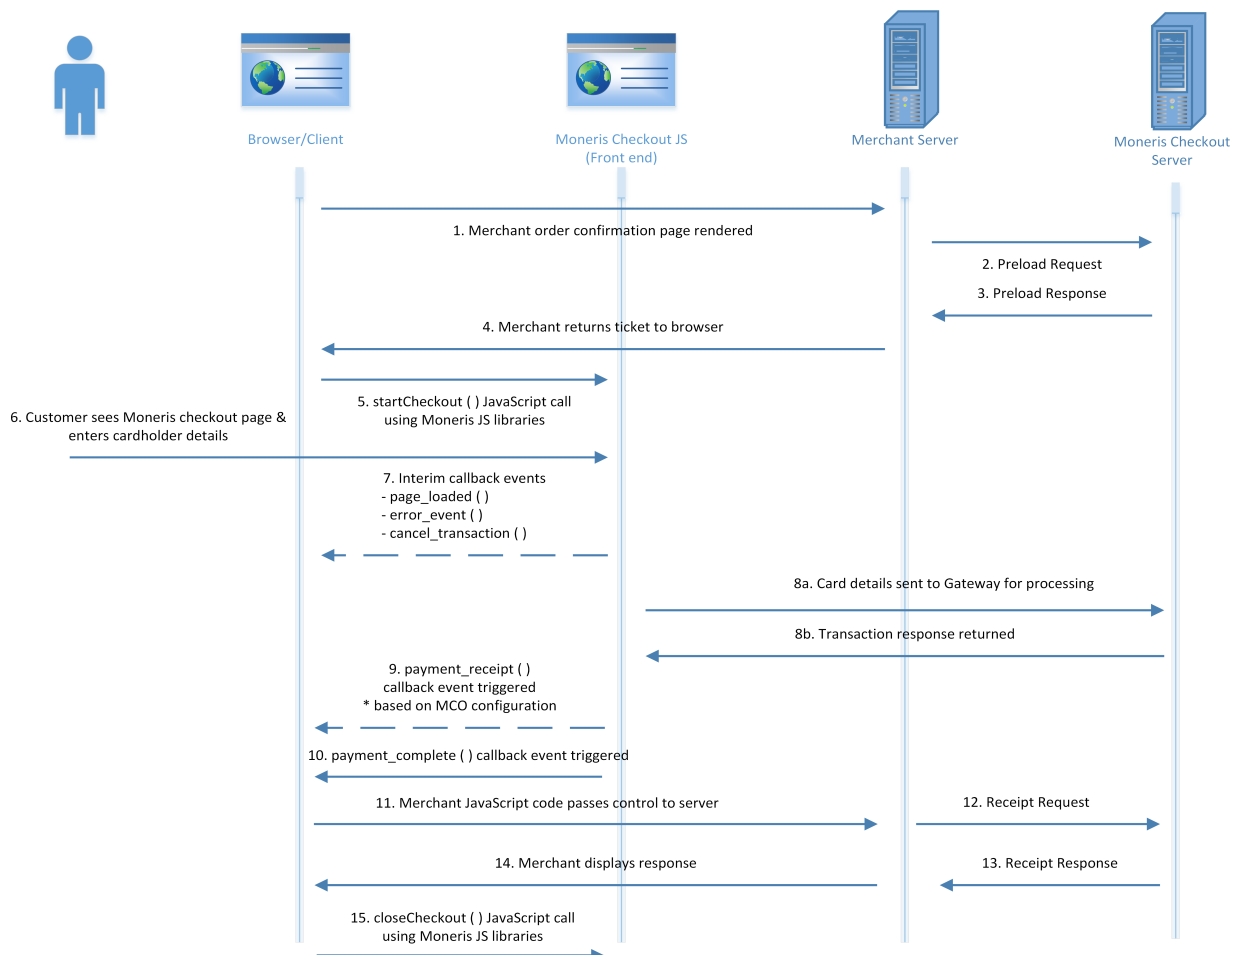 Browser/Client
Moneris Checkout JS
(Front end)
Merchant Server
Moneris Checkout
Server
1. Merchant order confirmation page rendered
2. Preload Request
3. Preload Response
4. Merchant returns ticket to browser
5. startCheckout ( ) JavaScript call
using Moneris JS libraries
6. Customer sees Moneris checkout page &
enters cardholder details
7. Interim callback events
- page_loaded ( )
- error_event ( )
- cancel_transaction ( )
8a. Card details sent to Gateway for processing
8b. Transaction response returned
9. payment_receipt ( )
callback event triggered
* based on MCO configuration
10. payment_complete ( ) callback event triggered
11. Merchant JavaScript code passes control to server
12. Receipt Request
14. Merchant displays response
13. Receipt Response
15. closeCheckout ( ) JavaScript call
using Moneris JS libraries